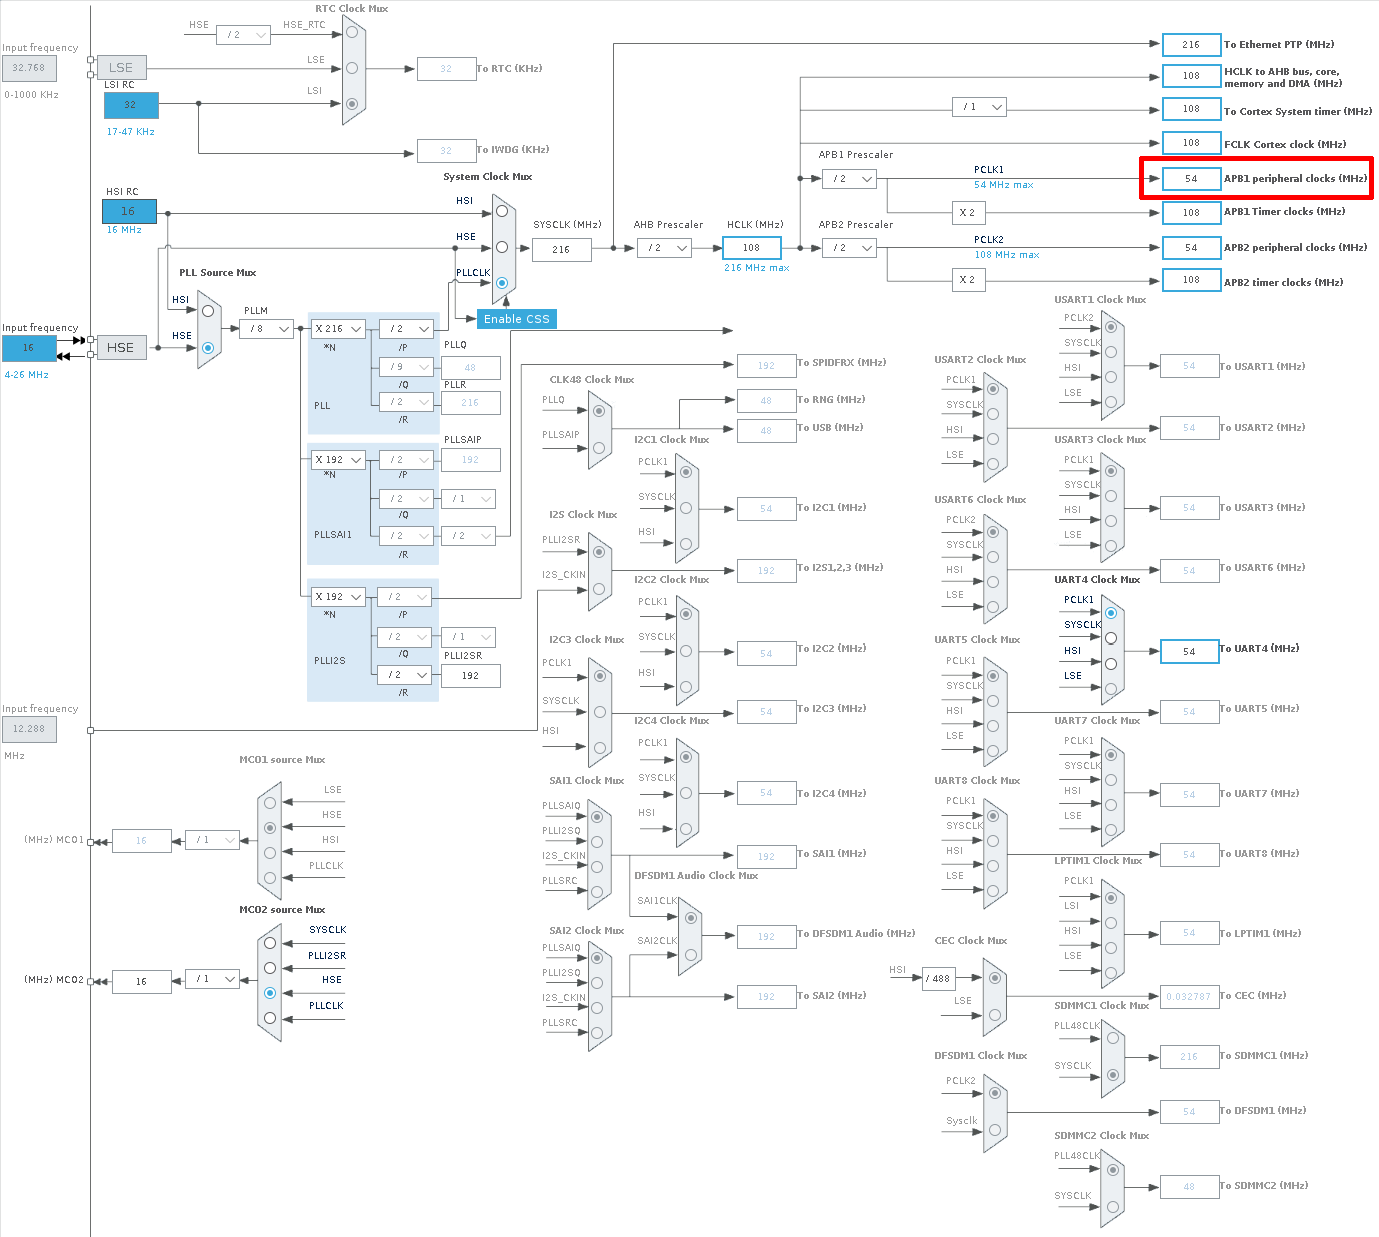 RTC Clock Mux
HSE
/ 2
HSE_RTC
Input frequency
32.768
0-1000 KHz
LSE
LSE
32
To RTC (KHz)
LSI RC
32
17-47 KHz
LSI
32
To IWDG (KHz)
216
To Ethernet PTP (MHz)
108
HCLK to AHB bus, core,
memory and DMA (MHz)
/ 1
108
To Cortex System timer (MHz)
108
FCLK Cortex clock (MHz)
APB1 Prescaler
/ 2
PCLK1
54 MHz max
54
APB1 peripheral clocks (MHz)
X 2
108
APB1 Timer clocks (MHz)
System Clock Mux
HSI RC
16
16 MHz
HSI
HSE
PLLCLK
SYSCLK (MHz)
216
AHB Prescaler
/ 2
HCLK (MHz)
108
216 MHz max
APB2 Prescaler
/ 2
PCLK2
108 MHz max
54
APB2 peripheral clocks (MHz)
X 2
108
APB2 timer clocks (MHz)
Enable CSS
PLL Source Mux
HSI
HSE
Input frequency
16
4-26 MHz
HSE
PLLM
/ 8
X 216
*N
/ 2
/P
PLLQ
/ 9
48
/Q
PLLR
/ 2
216
/R
PLL
PLLSAIP
X 192
*N
/ 2
192
/P
/ 2
/ 1
/Q
PLLSAI1
/ 2
/ 2
/R
X 192
*N
/ 2
/P
/ 2
/ 1
/Q
PLLI2S
PLLI2SR
/ 2
192
/R
192
To SPIDFRX (MHz)
CLK48 Clock Mux
PLLQ
PLLSAIP
48
To RNG (MHz)
48
To USB (MHz)
I2C1 Clock Mux
PCLK1
SYSCLK
HSI
54
To I2C1 (MHz)
I2S Clock Mux
PLLI2SR
I2S_CKIN
192
To I2S1,2,3 (MHz)
I2C2 Clock Mux
PCLK1
SYSCLK
HSI
54
To I2C2 (MHz)
I2C3 Clock Mux
PCLK1
SYSCLK
HSI
54
To I2C3 (MHz)
I2C4 Clock Mux
PCLK1
SYSCLK
HSI
54
To I2C4 (MHz)
SAI1 Clock Mux
PLLSAIQ
PLLI2SQ
I2S_CKIN
PLLSRC
192
To SAI1 (MHz)
DFSDM1 Audio Clock Mux
SAI1CLK
SAI2CLK
192
To DFSDM1 Audio (MHz)
SAI2 Clock Mux
PLLSAIQ
PLLI2SQ
I2S_CKIN
PLLSRC
192
To SAI2 (MHz)
USART1 Clock Mux
PCLK2
SYSCLK
HSI
LSE
54
To USART1 (MHz)
USART2 Clock Mux
PCLK1
SYSCLK
HSI
LSE
54
To USART2 (MHz)
USART3 Clock Mux
PCLK1
SYSCLK
HSI
LSE
54
To USART3 (MHz)
USART6 Clock Mux
PCLK2
SYSCLK
HSI
LSE
54
To USART6 (MHz)
UART4 Clock Mux
PCLK1
SYSCLK
HSI
LSE
54
To UART4 (MHz)
UART5 Clock Mux
PCLK1
SYSCLK
HSI
LSE
54
To UART5 (MHz)
UART7 Clock Mux
PCLK1
SYSCLK
HSI
LSE
54
To UART7 (MHz)
UART8 Clock Mux
PCLK1
SYSCLK
HSI
LSE
54
To UART8 (MHz)
LPTIM1 Clock Mux
PCLK1
LSI
HSI
LSE
54
To LPTIM1 (MHz)
CEC Clock Mux
HSI
/ 488
LSE
0.032787
To CEC (MHz)
SDMMC1 Clock Mux
PLL48CLK
SYSCLK
216
To SDMMC1 (MHz)
DFSDM1 Clock Mux
PCLK2
Sysclk
54
To DFSDM1 (MHz)
SDMMC2 Clock Mux
PLL48CLK
SYSCLK
48
To SDMMC2 (MHz)
Input frequency
12.288
MHz
MCO1 source Mux
LSE
HSE
HSI
PLLCLK
(MHz) MCO1
16
/ 1
MCO2 source Mux
SYSCLK
PLLI2SR
HSE
PLLCLK
(MHz) MCO2
16
/ 1